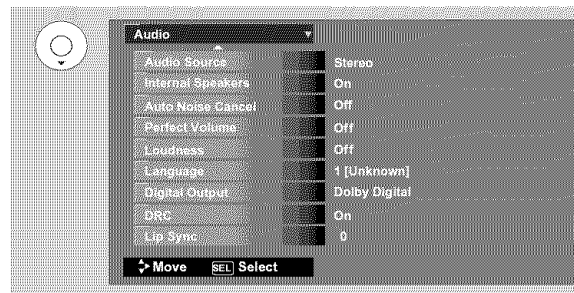 Audio
Audio Source Stereo
Internal Speakers On
Auto Noise Cancel Off
Perfect Volume Off
Loudness Off
Language 1 [Unknown]
Digital Output Dolby Digital
DRC On
Lip Sync 0
Move SEL Select